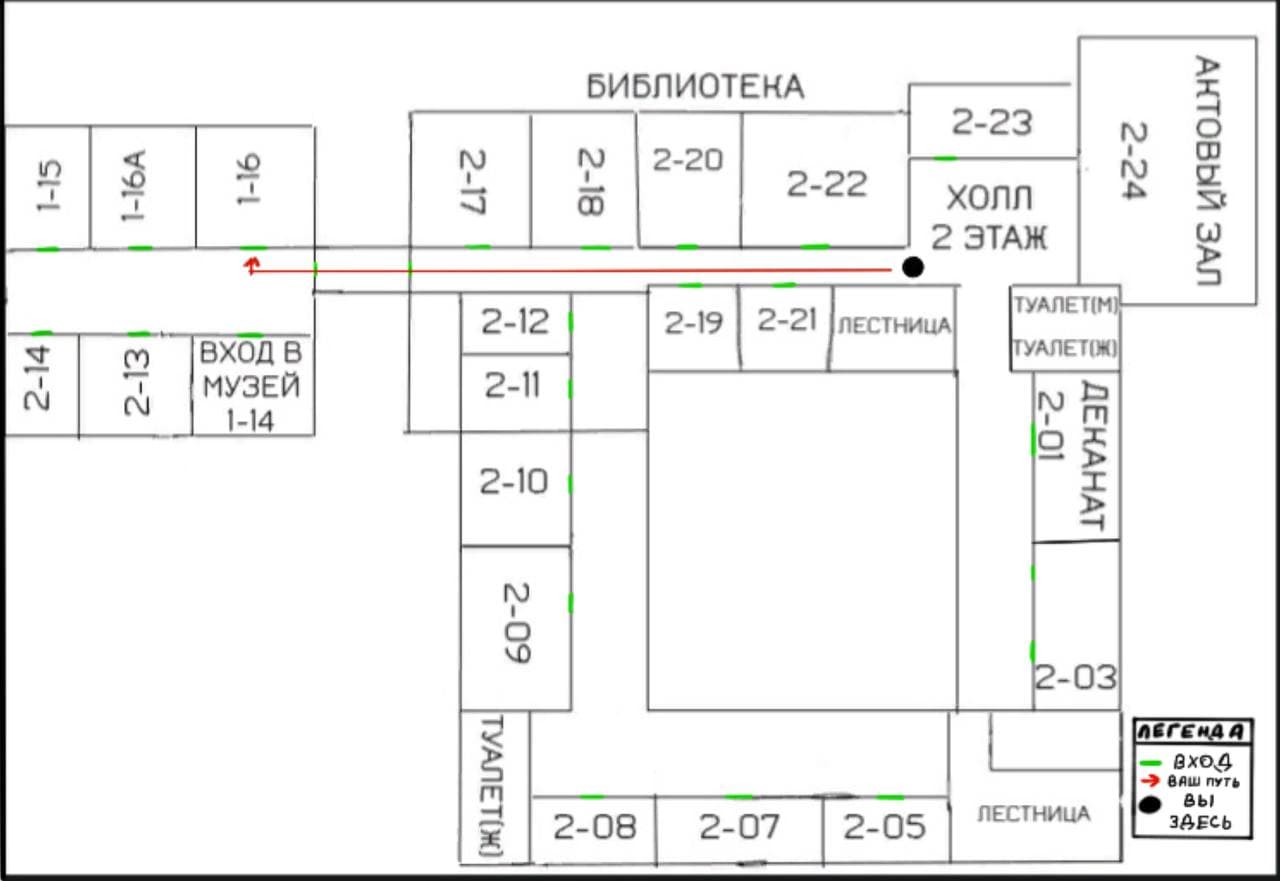 БИБЛИОТЕКА
1-15
1-16А
1-16
2-17
2-18
2-20
2-22
2-23
ХОЛЛ
2 ЭТАЖ
2-24
АКТОВЫЙ ЗАЛ
2-14
2-13
ВХОД В
МУЗЕЙ
1-14
2-12
2-11
2-10
2-09
2-19
2-21
ЛЕСТНИЦА
ТУАЛЕТ(М)
ТУАЛЕТ(Ж)
2-01
ДЕКАНАТ
2-03
ТУАЛЕТ(Ж)
2-08
2-07
2-05
ЛЕСТНИЦА
ЛЕГЕНДА
ВХОД
ВАШ ПУТЬ
ВЫ
ЗДЕСЬ